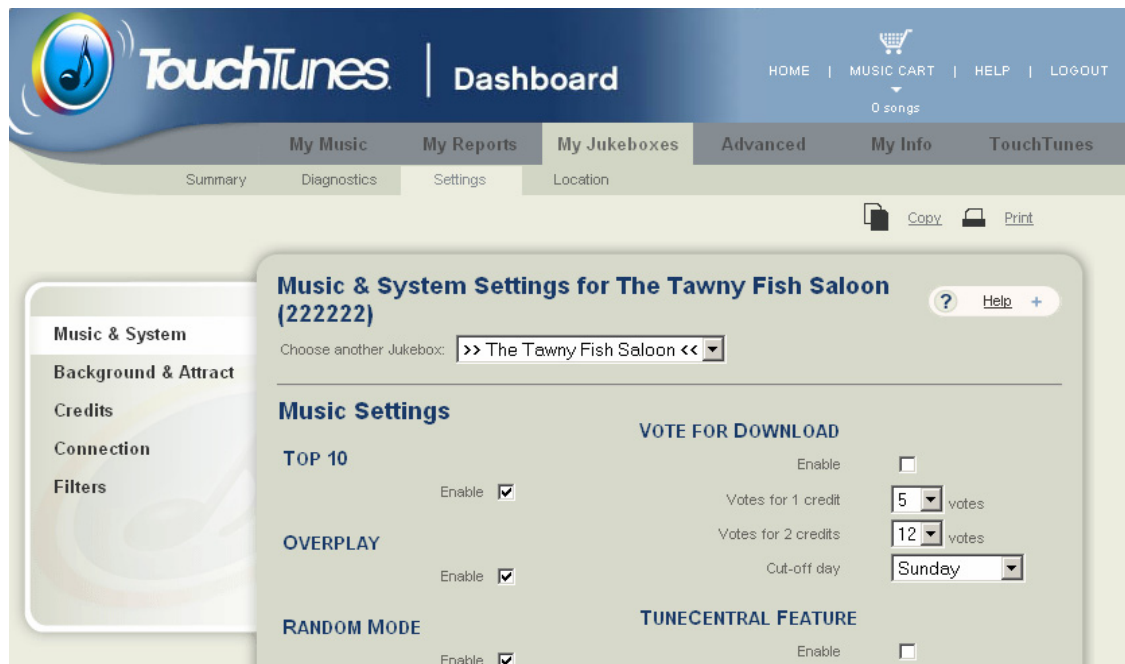 TouchTunes. | Dashboard
HOME | MUSIC CART | HELP | LOGOUT
0 songs
My Music My Reports My Jukeboxes Advanced My Info TouchTunes
Summary Diagnostics Settings Location
Copy Print
Music & System
Background & Attract
Credits
Connection
Filters
Music & System Settings for The Tawny Fish Saloon
(222222)
? Help +
Choose another Jukebox: >> The Tawny Fish Saloon <<
Music Settings
TOP 10
Enable
OVERPLAY
Enable
RANDOM MODE
Enable
VOTE FOR DOWNLOAD
Enable
Votes for 1 credit 5 votes
Votes for 2 credits 12 votes
Cut-off day Sunday
TUNECENTRAL FEATURE
Enable